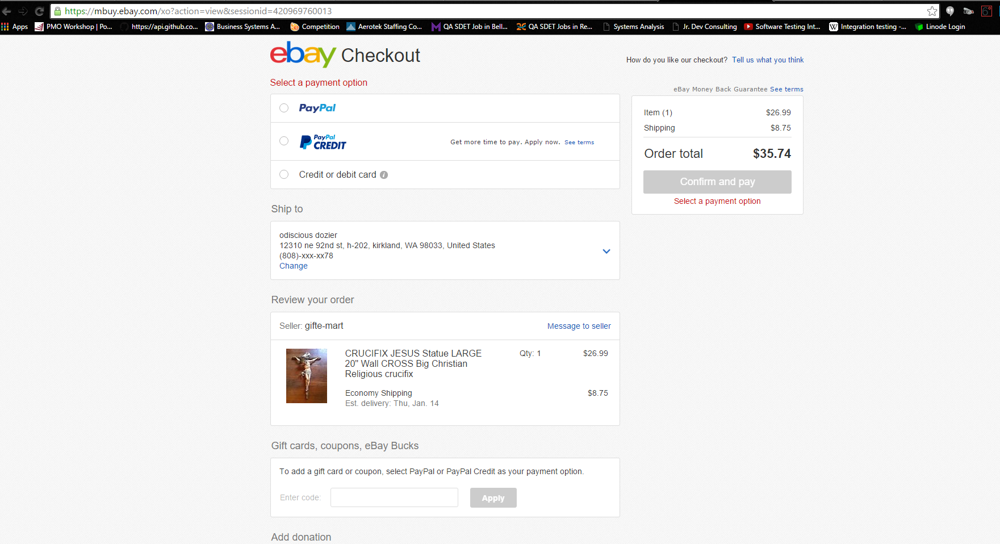 https://mbuy.ebay.com/xo?action=view&sessionid=420969760013
6°
Apps
PMO Workshop | Po...
https://api.github.co...
Business Systems A...
Competition
Aerotek Staffing Co...
QA SDET Job in Bell...
QA SDET Jobs in Re...
Systems Analysis
Jr. Dev Consulting
Software Testing Int...
W Integration testing -...
Linode Login
ebay Checkout
How do you like our checkout? Tell us what you think
Select a payment option
eBay Money Back Guarantee See terms
PayPal
Item (1) $26.99
Shipping $8.75
PayPal
CREDIT
Get more time to pay. Apply now. See terms
Order total $35.74
Credit or debit card i
Confirm and pay
Select a payment option
Ship to
odiscious dozier
12310 ne 92nd st, h-202, kirkland, WA 98033, United States
(808)-xxx-xx78
Change
Review your order
Seller: gifte-mart Message to seller
CRUCIFIX JESUS Statue LARGE Qty: 1 $26.99
20" Wall CROSS Big Christian
Religious crucifix
Economy Shipping $8.75
Est. delivery: Thu, Jan. 14
Gift cards, coupons, eBay Bucks
To add a gift card or coupon, select PayPal or PayPal Credit as your payment option.
Enter code: Apply
Add donation